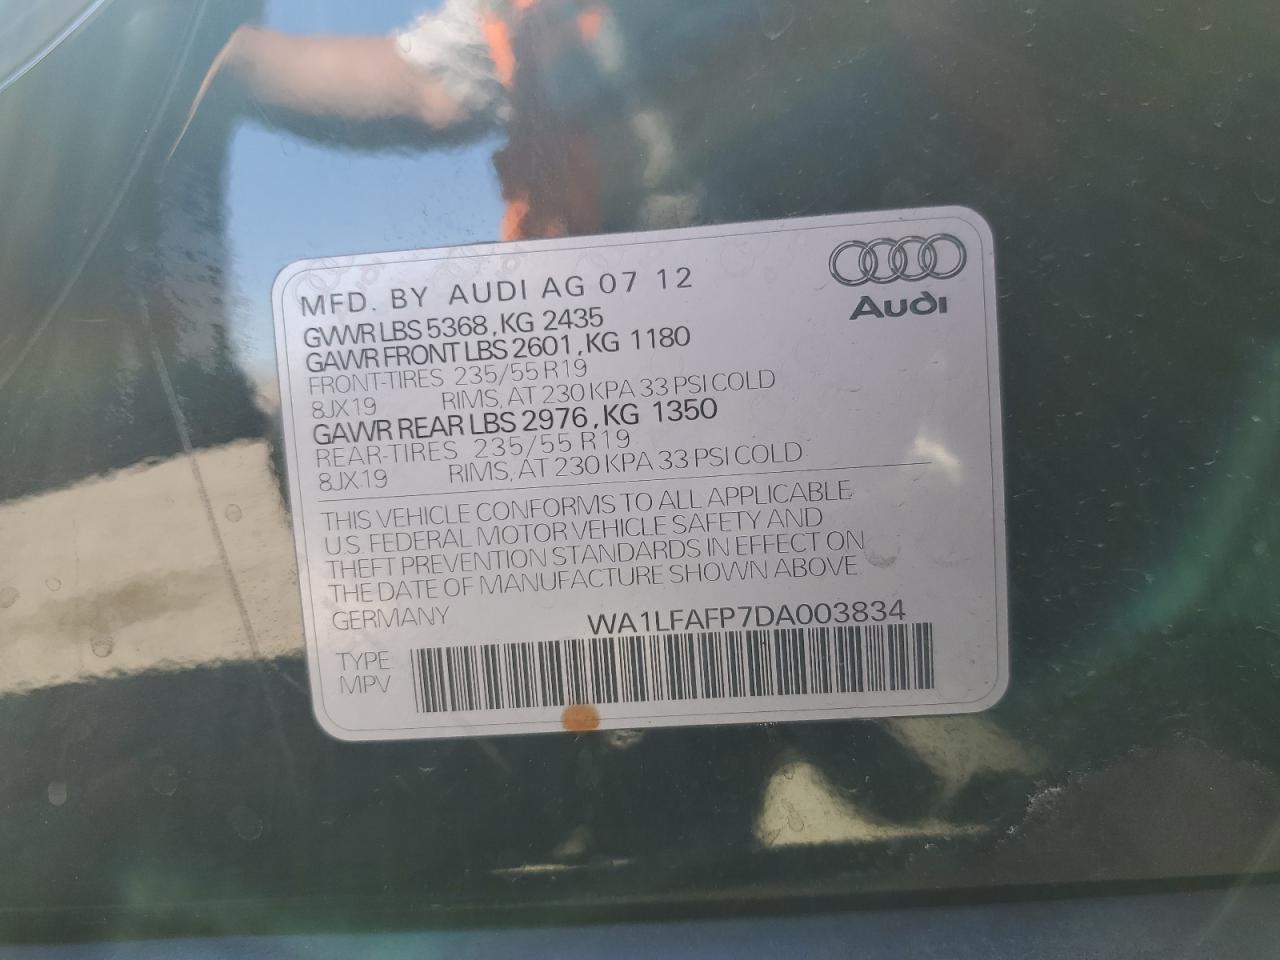 MFD. BY AUDI AG 07 12
GVWR LBS 5368, KG 2435
GAWR FRONT LBS 2601, KG 1180
FRONT-TIRES 235/55 R19
8JX19 RIMS, AT 230 KPA 33 PSI COLD
GAWR REAR LBS 2976, KG 1350
REAR-TIRES 235/55 R19
8JX19 RIMS, AT 230 KPA 33 PSI COLD
Audi
THIS VEHICLE CONFORMS TO ALL APPLICABLE
U.S. FEDERAL MOTOR VEHICLE SAFETY AND
THEFT PREVENTION STANDARDS IN EFFECT ON
THE DATE OF MANUFACTURE SHOWN ABOVE
GERMANY WA1LFAFP7DA003834
TYPE
MPV